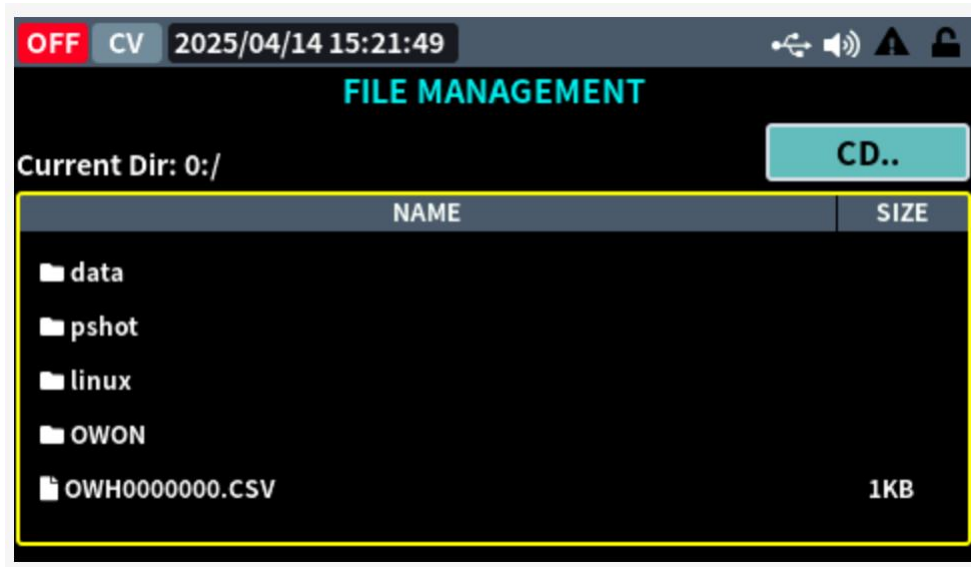 OFF CV 2025/04/14 15:21:49
FILE MANAGEMENT
Current Dir: 0:/
CD..
NAME SIZE
data
pshot
linux
OWON
OWH0000000.CSV 1KB